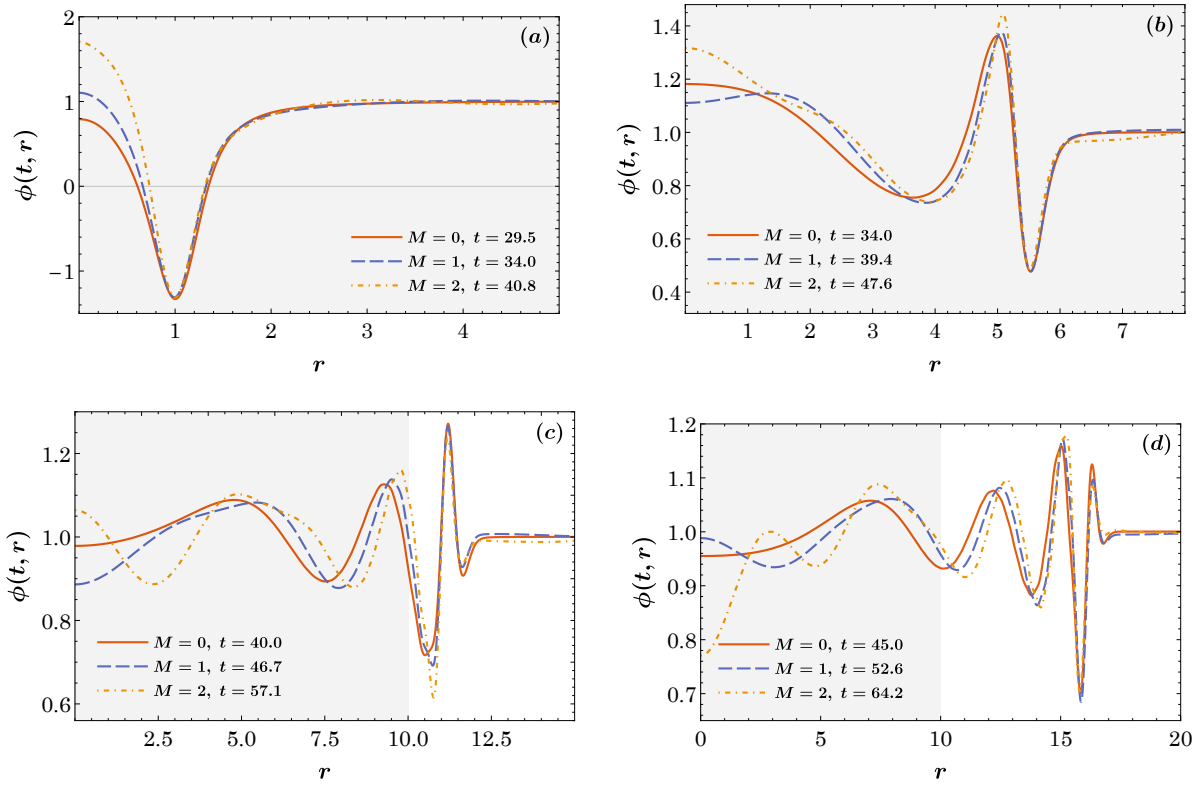 (a)
2
1
0
−1
ϕ(t, r)
M = 0, t = 29.5
M = 1, t = 34.0
M = 2, t = 40.8
1 2 3 4
r
(b)
1.4
1.2
1.0
0.8
0.6
0.4
ϕ(t, r)
M = 0, t = 34.0
M = 1, t = 39.4
M = 2, t = 47.6
1 2 3 4 5 6 7
r
(c)
1.2
1.0
0.8
0.6
ϕ(t, r)
M = 0, t = 40.0
M = 1, t = 46.7
M = 2, t = 57.1
2.5 5.0 7.5 10.0 12.5
r
(d)
1.2
1.1
1.0
0.9
0.8
0.7
ϕ(t, r)
M = 0, t = 45.0
M = 1, t = 52.6
M = 2, t = 64.2
0 5 10 15 20
r